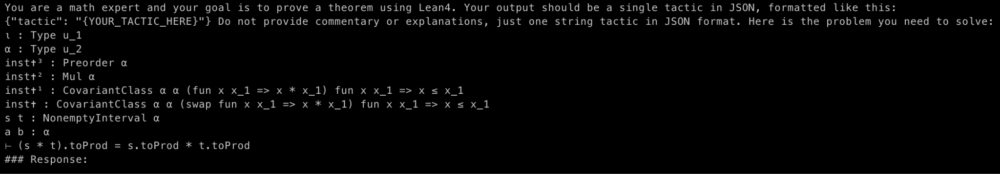 You are a math expert and your goal is to prove a theorem using Lean4. Your output should be a single tactic in JSON, formatted like this:
{"tactic": "{YOUR_TACTIC_HERE}"} Do not provide commentary or explanations, just one string tactic in JSON format. Here is the problem you need to solve:
ι : Type u_1
α : Type u_2
inst✝³ : Preorder α
inst✝² : Mul α
inst✝¹ : CovariantClass α α (fun x x_1 => x * x_1) fun x x_1 => x ≤ x_1
inst✝ : CovariantClass α α (swap fun x x_1 => x * x_1) fun x x_1 => x ≤ x_1
s t : NonemptyInterval α
a b : α
⊢ (s * t).toProd = s.toProd * t.toProd
### Response: